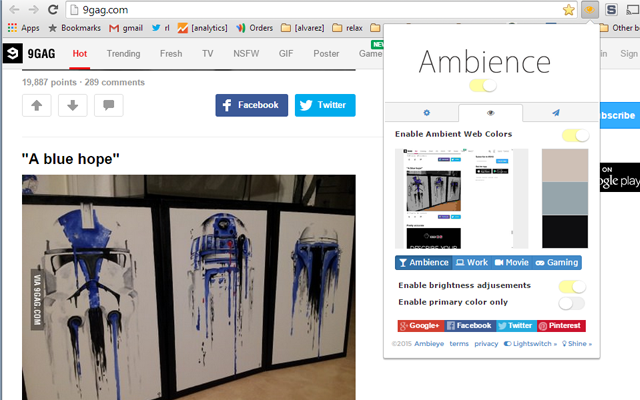 9gag.com
Apps Bookmarks gmail rl [analytics] Orders [alvarez] relax Other b
9GAG Hot Trending Fresh TV NSFW GIF Poster Game NEW Sign
19,887 points · 289 comments
Facebook Twitter
"A blue hope"
VIA 9GAG.COM
Ambience
Enable Ambient Web Colors
Ambience Work Movie Gaming
Enable brightness adjusements
Enable primary color only
Google+ Facebook Twitter Pinterest
©2015 Ambieye terms privacy Lightswitch » Shine »
bscribe
ON
ogle play